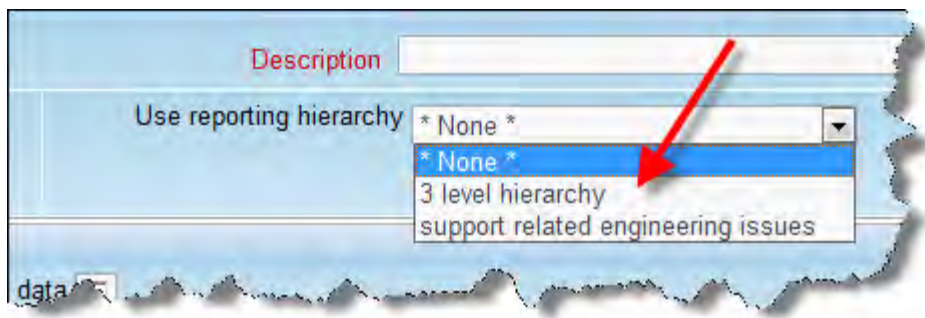 Description
Use reporting hierarchy * None *
* None *
3 level hierarchy
support related engineering issues
data